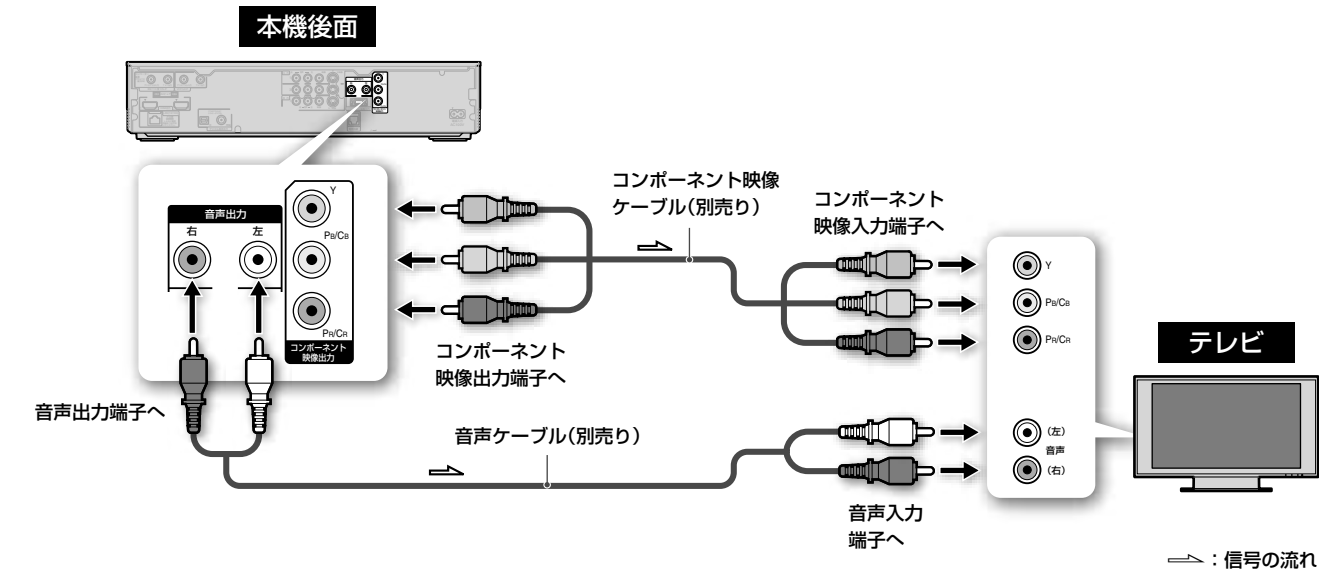 本機後面
音声出力
右
左
Y
PB/CB
PR/CR
コンポーネント
映像出力
コンポーネント
映像出力端子へ
音声出力端子へ
コンポーネント映像
ケーブル（別売り）
音声ケーブル（別売り）
コンポーネント
映像入力端子へ
音声入力
端子へ
Y
PB/CB
PR/CR
（左）
音声
（右）
テレビ
：信号の流れ